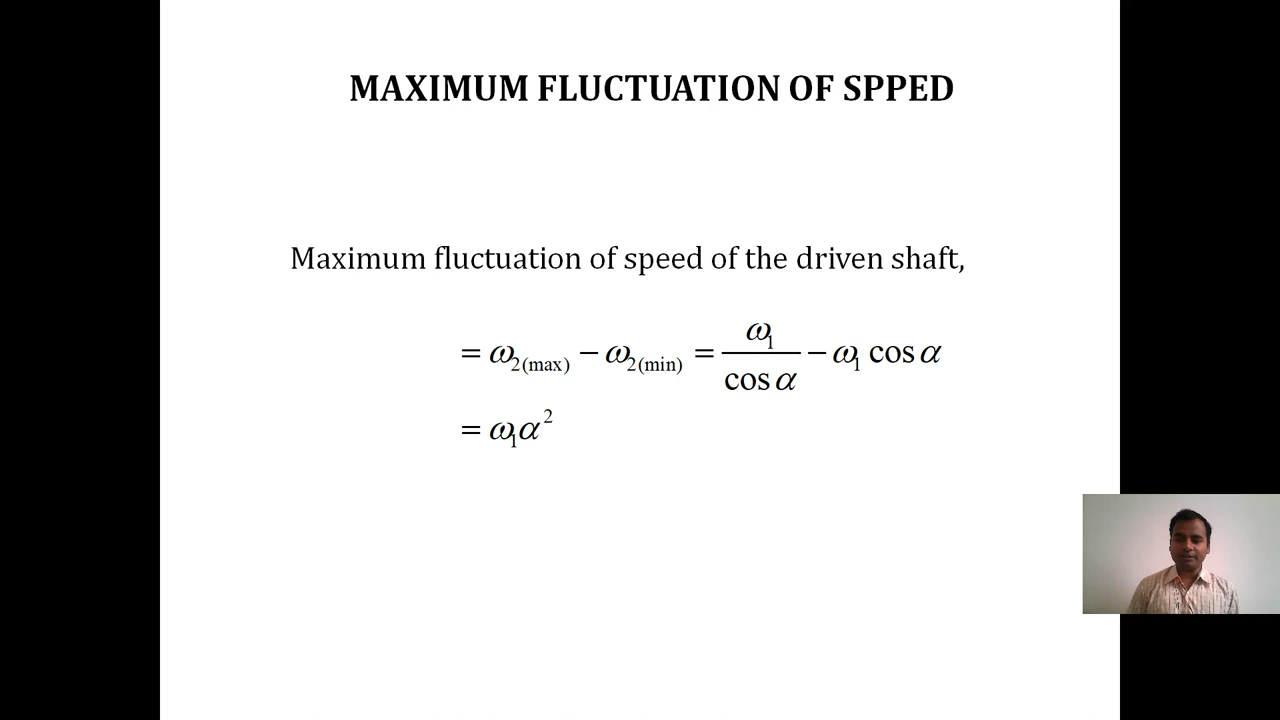 MAXIMUM FLUCTUATION OF SPPED
Maximum fluctuation of speed of the driven shaft,
= ω₂₍max₎ − ω₂₍min₎ = ω₁/cos α − ω₁ cos α
= ω₁α²